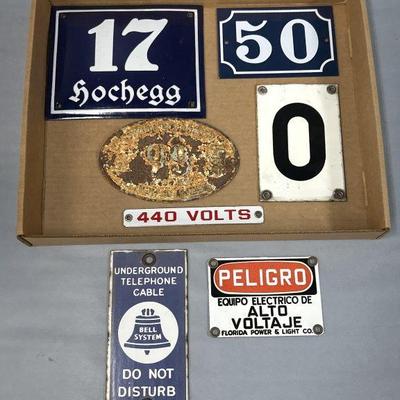 17
Hochegg
50
99
0
440 VOLTS
UNDERGROUND
TELEPHONE
CABLE
BELL
SYSTEM
DO NOT
DISTURB
PELIGRO
EQUIPO ELECTRICO DE
ALTO
VOLTAJE
FLORIDA POWER & LIGHT CO.